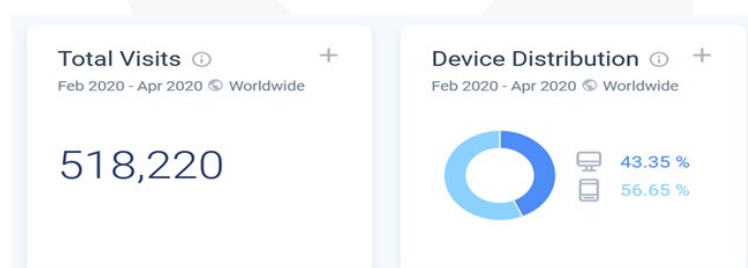 Total Visits
Feb 2020 - Apr 2020 Worldwide
518,220
Device Distribution
Feb 2020 - Apr 2020 Worldwide
43.35 %
56.65 %